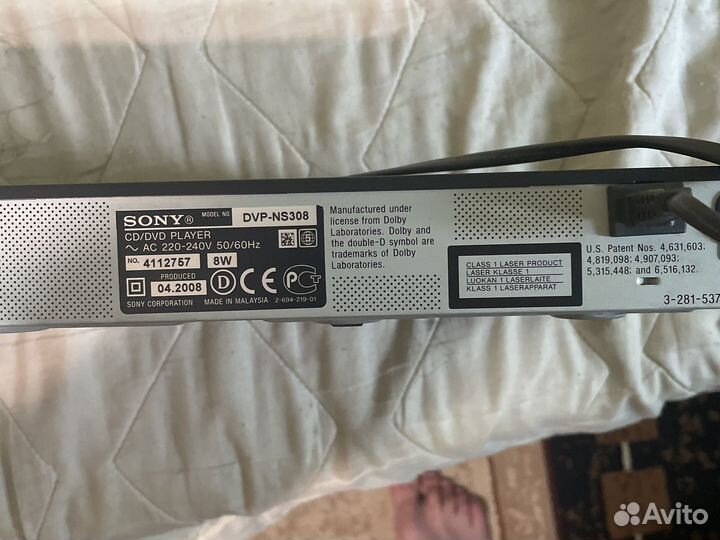 SONY® MODEL NO. DVP-NS308
CD/DVD PLAYER
~ AC 220-240V 50/60Hz
NO. 4112757 8W
PRODUCED
04.2008
SONY CORPORATION MADE IN MALAYSIA 2-694-219-01
Manufactured under
license from Dolby
Laboratories. Dolby and
the double-D symbol are
trademarks of Dolby
Laboratories.
CLASS 1 LASER PRODUCT
LASER KLASSE 1
LUOKAN 1 LASERLAITE
KLASS 1 LASERAPPARAT
U.S. Patent Nos. 4,631,603;
4,819,098; 4,907,093;
5,315,448; and 6,516,132.
3-281-537
Avito